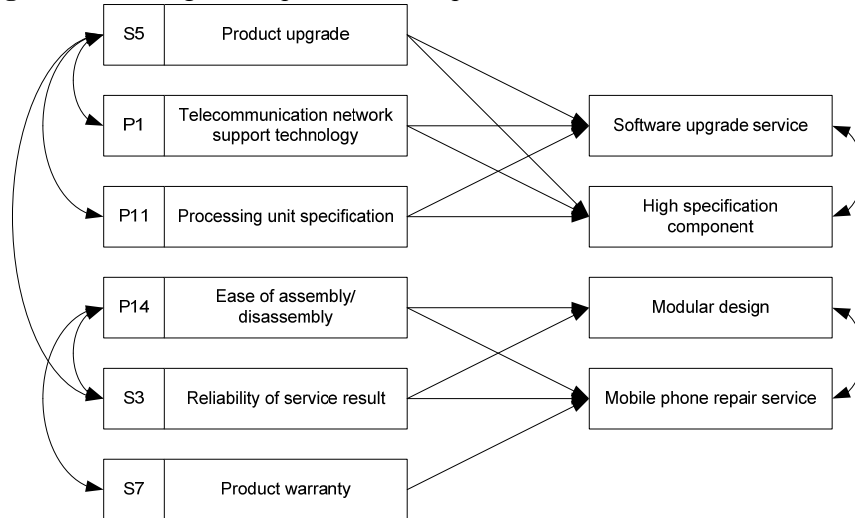 S5 Product upgrade
P1 Telecommunication network
support technology
Software upgrade service
P11 Processing unit specification
High specification
component
P14 Ease of assembly/
disassembly
Modular design
S3 Reliability of service result
Mobile phone repair service
S7 Product warranty